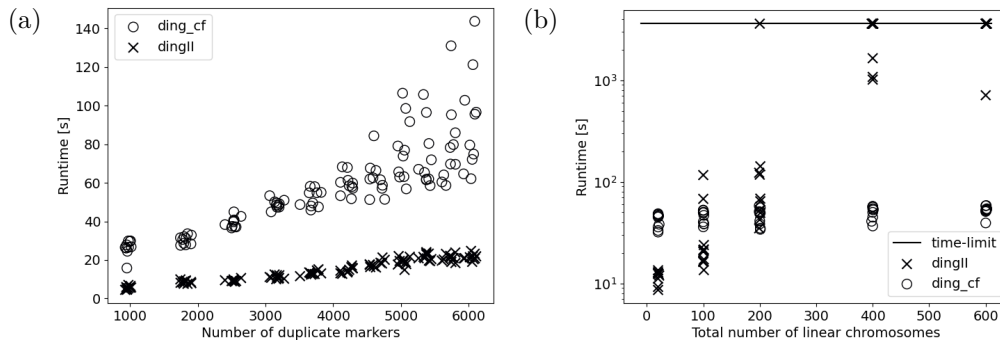 (a)
ding_cf
dingII
140
120
100
80
60
40
20
0
Runtime [s]
1000 2000 3000 4000 5000 6000
Number of duplicate markers
(b)
10³
10²
10¹
Runtime [s]
time-limit
dingII
ding_cf
0 100 200 300 400 500 600
Total number of linear chromosomes